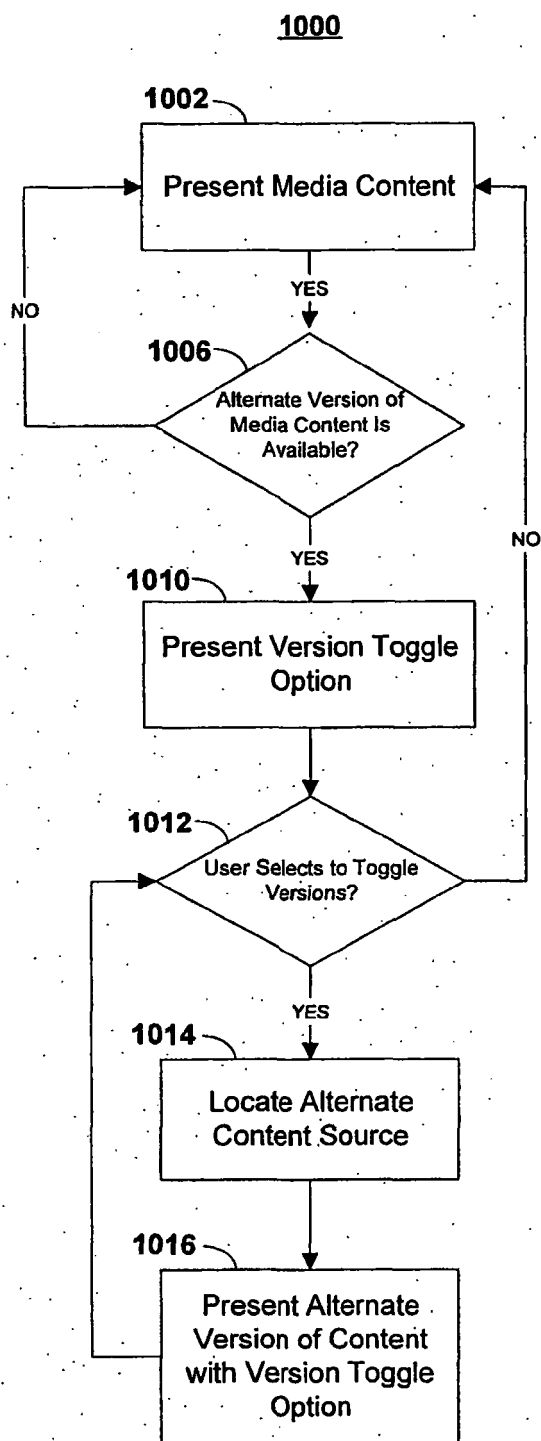 1000
1002
Present Media Content
YES
NO
1006
Alternate Version of
Media Content Is
Available?
YES
NO
1010
Present Version Toggle
Option
1012
User Selects to Toggle
Versions?
YES
1014
Locate Alternate
Content Source
1016
Present Alternate
Version of Content
with Version Toggle
Option